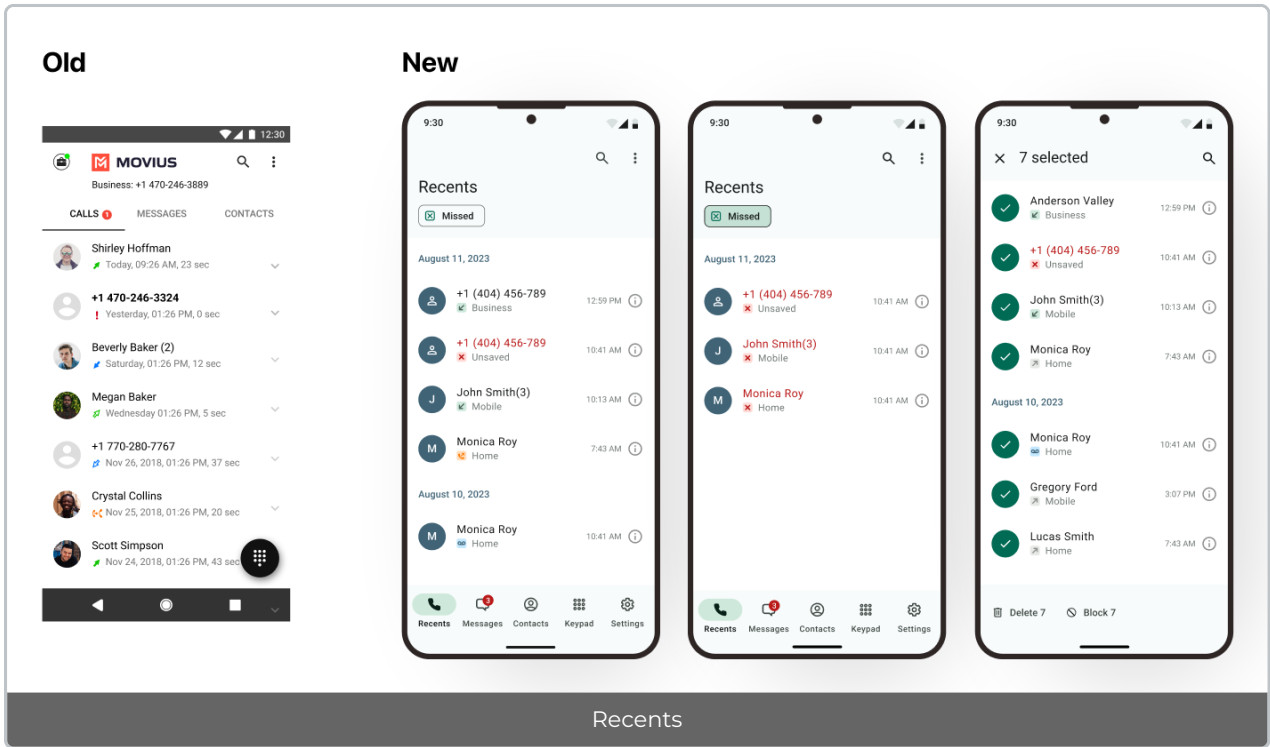 Old
New
12:30
MOVIUS
Business: +1 470-246-3889
CALLS 1 MESSAGES CONTACTS
Shirley Hoffman
Today, 09:26 AM, 23 sec
+1 470-246-3324
! Yesterday, 01:26 PM, 0 sec
Beverly Baker (2)
Saturday, 01:26 PM, 12 sec
Megan Baker
Wednesday 01:26 PM, 5 sec
+1 770-280-7767
Nov 26, 2018, 01:26 PM, 37 sec
Crystal Collins
Nov 25, 2018, 01:26 PM, 20 sec
Scott Simpson
Nov 24, 2018, 01:26 PM, 43 sec
9:30
Recents
Missed
August 11, 2023
+1 (404) 456-789
Business
12:59 PM
+1 (404) 456-789
Unsaved
10:41 AM
J
John Smith(3)
Mobile
10:13 AM
M
Monica Roy
Home
7:43 AM
August 10, 2023
M
Monica Roy
Home
10:41 AM
3
Recents Messages Contacts Keypad Settings
9:30
Recents
Missed
August 11, 2023
+1 (404) 456-789
Unsaved
10:41 AM
J
John Smith(3)
Mobile
10:41 AM
M
Monica Roy
Home
10:41 AM
3
Recents Messages Contacts Keypad Settings
9:30
7 selected
Anderson Valley
Business
12:59 PM
+1 (404) 456-789
Unsaved
10:41 AM
John Smith(3)
Mobile
10:13 AM
Monica Roy
Home
7:43 AM
August 10, 2023
Monica Roy
Home
10:41 AM
Gregory Ford
Mobile
3:07 PM
Lucas Smith
Home
7:43 AM
Delete 7 Block 7
Recents